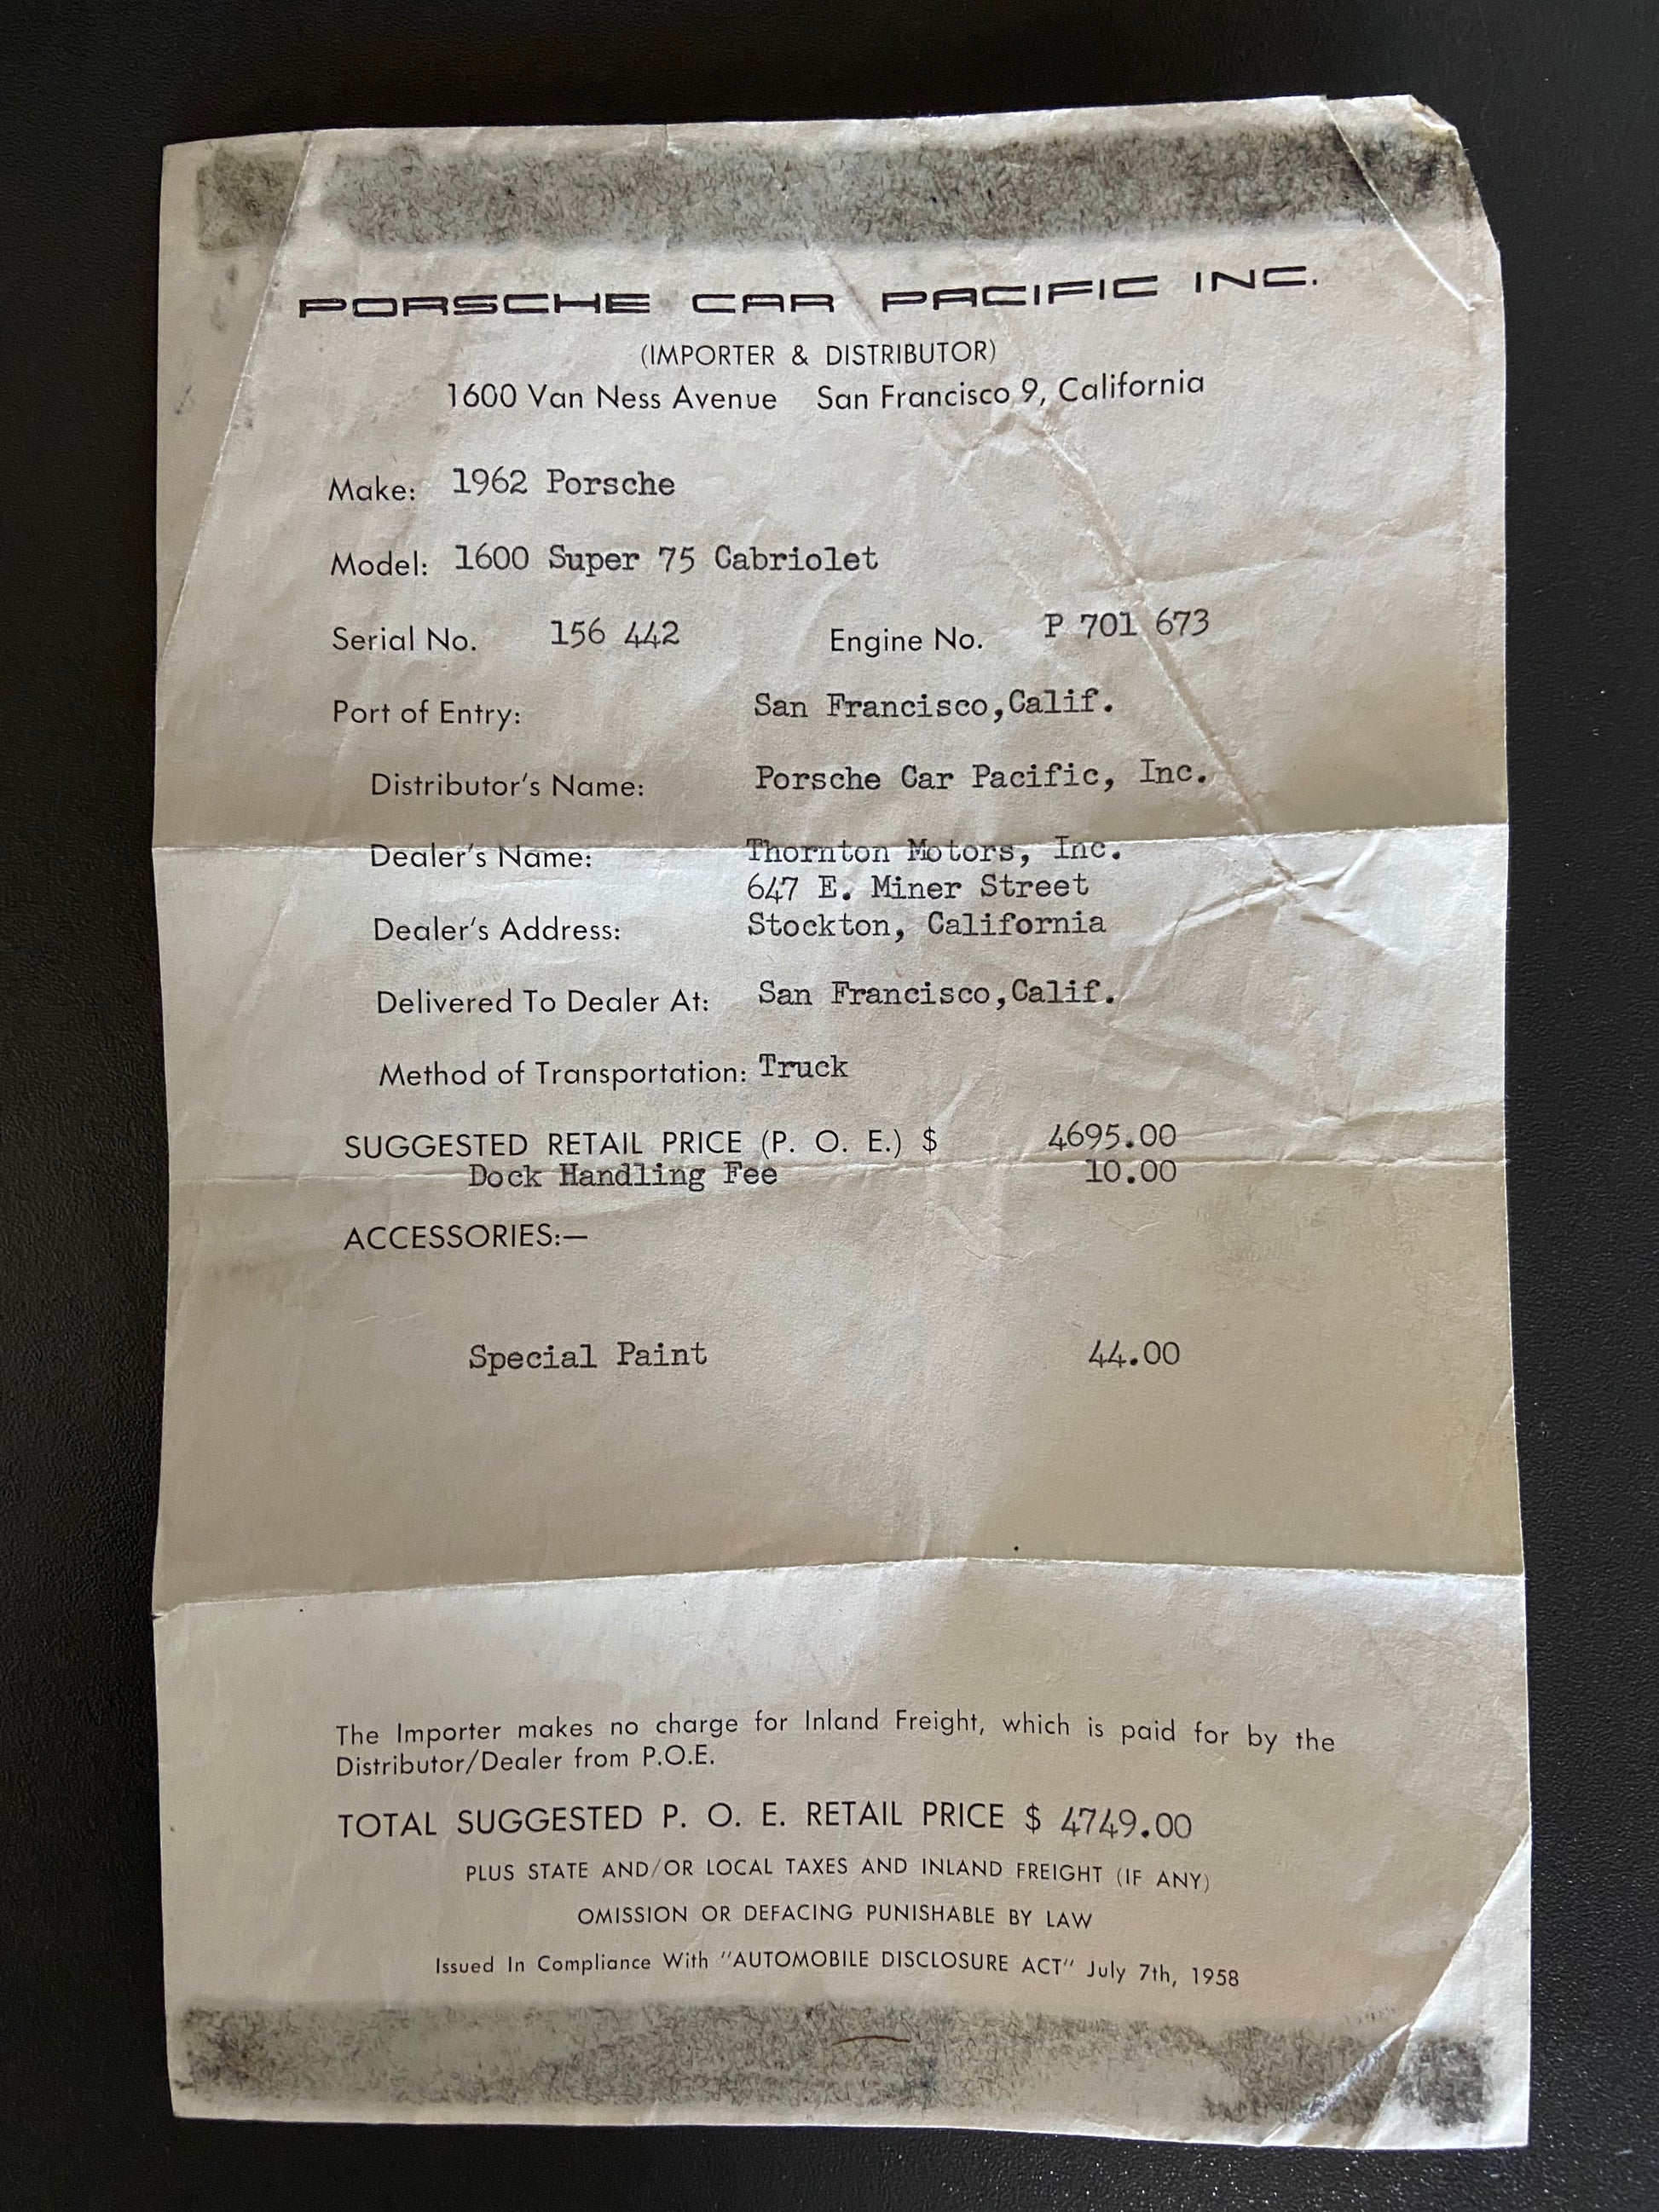 PORSCHE CAR PACIFIC INC.
(IMPORTER & DISTRIBUTOR)
1600 Van Ness Avenue San Francisco 9, California
Make: 1962 Porsche
Model: 1600 Super 75 Cabriolet
Serial No. 156 442 Engine No. P 701 673
Port of Entry: San Francisco,Calif.
Distributor's Name: Porsche Car Pacific, Inc.
Dealer's Name: Thornton Motors, Inc.
647 E. Miner Street
Dealer's Address: Stockton, California
Delivered To Dealer At: San Francisco,Calif.
Method of Transportation: Truck
SUGGESTED RETAIL PRICE (P. O. E.) $ 4695.00
Dock Handling Fee 10.00
ACCESSORIES:—
Special Paint 44.00
The Importer makes no charge for Inland Freight, which is paid for by the
Distributor/Dealer from P.O.E.
TOTAL SUGGESTED P. O. E. RETAIL PRICE $ 4749.00
PLUS STATE AND/OR LOCAL TAXES AND INLAND FREIGHT (IF ANY)
OMISSION OR DEFACING PUNISHABLE BY LAW
Issued In Compliance With "AUTOMOBILE DISCLOSURE ACT" July 7th, 1958